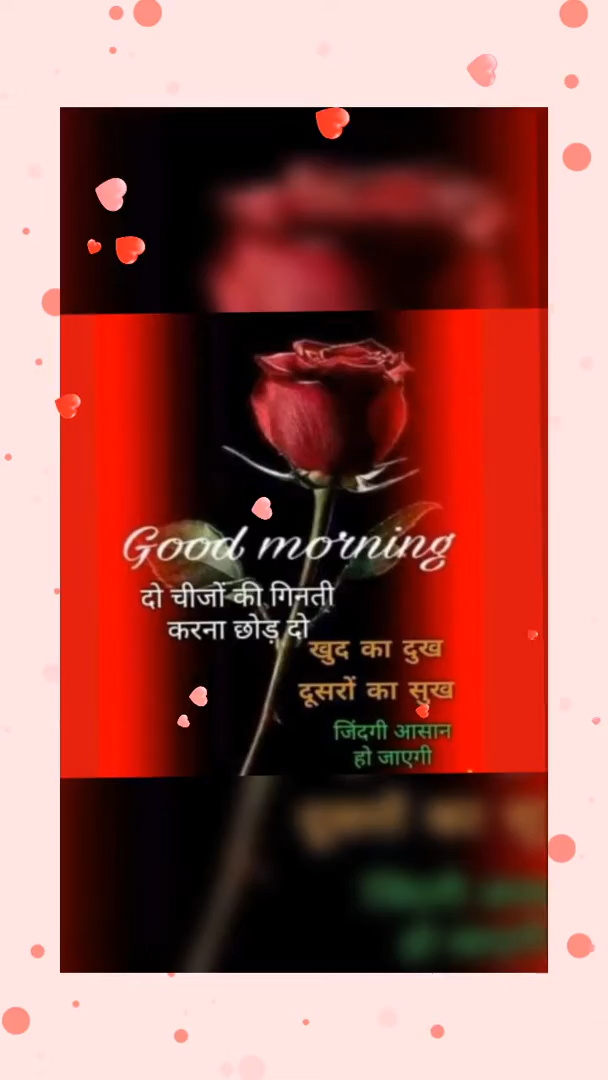 Good morning
दो चीजों की गिनती
करना छोड़ दो
खुद का दुख
दूसरों का सुख
जिंदगी आसान
हो जाएगी